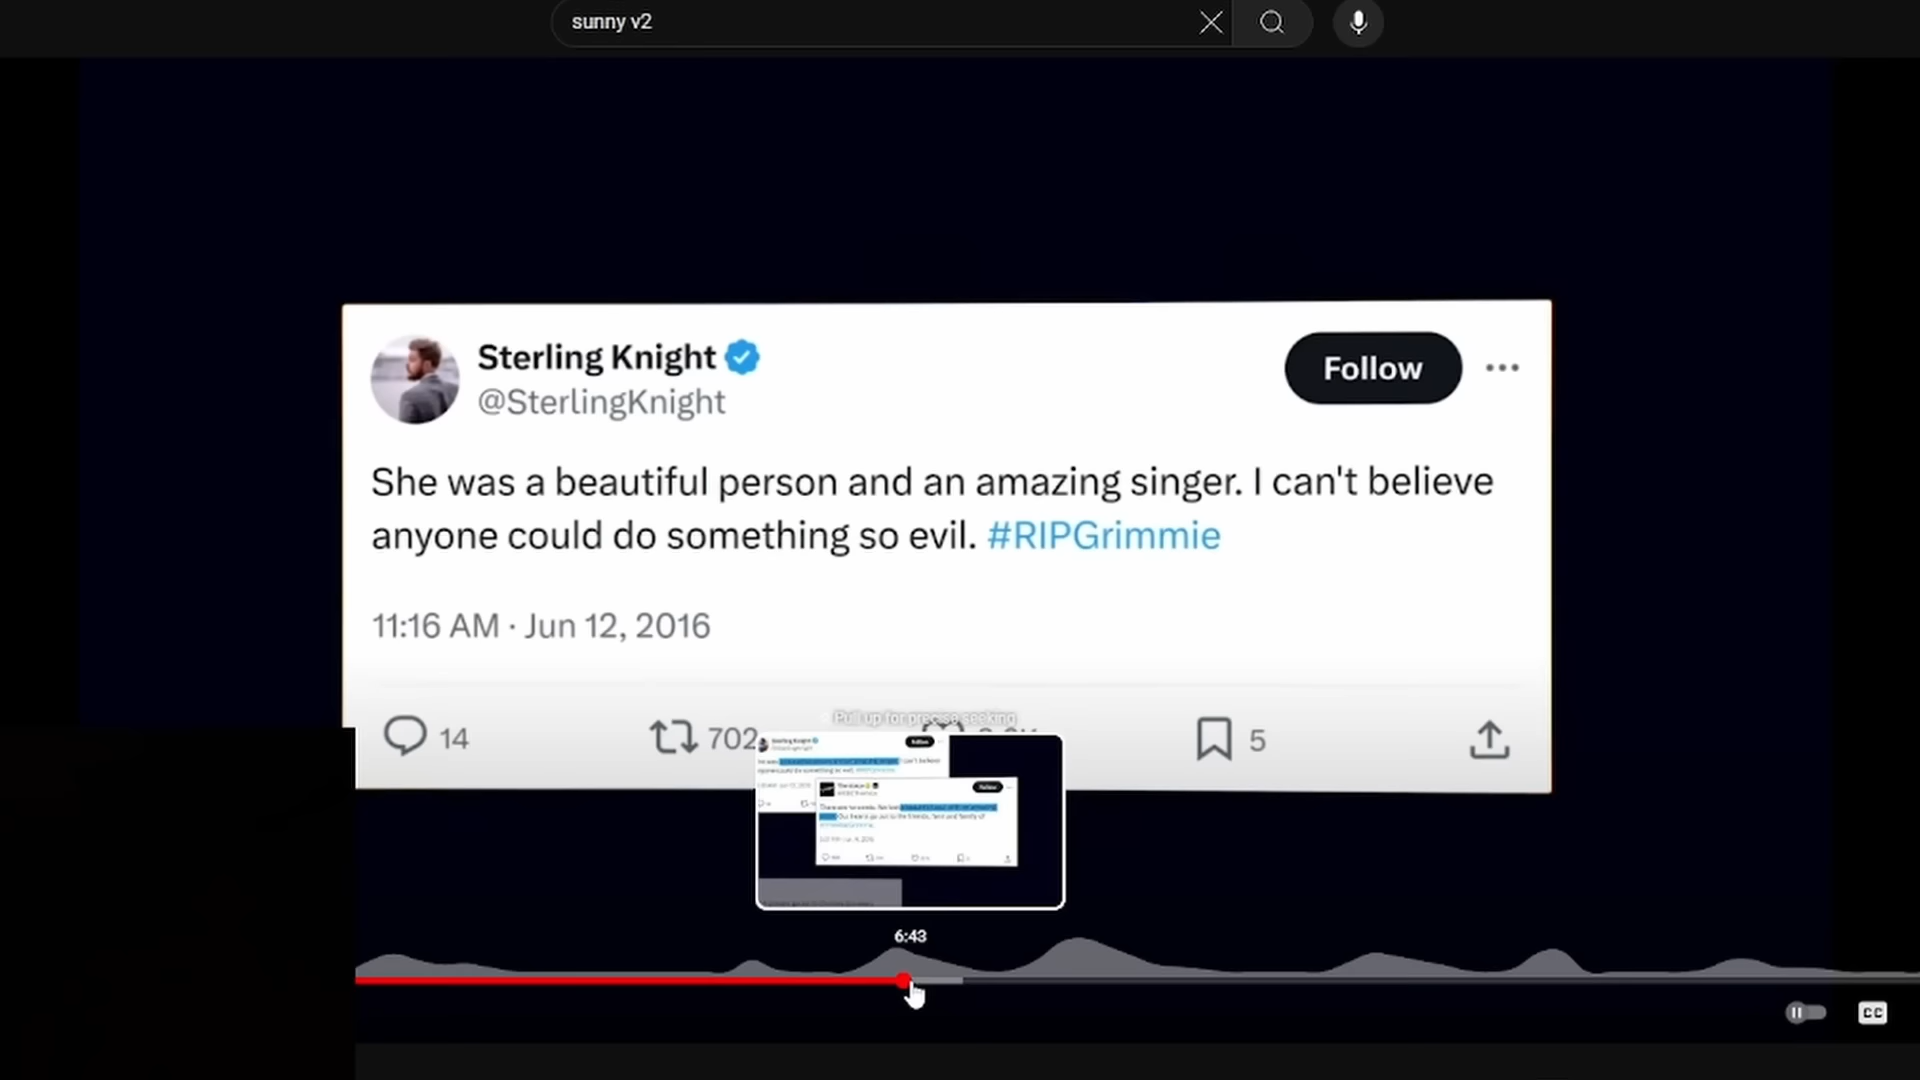 sunny v2
Sterling Knight
@SterlingKnight
Follow
She was a beautiful person and an amazing singer. I can't believe
anyone could do something so evil. #RIPGrimmie
11:16 AM · Jun 12, 2016
14
702
5
Pull up for precise seeking
Follow
Follow
6:43
CC